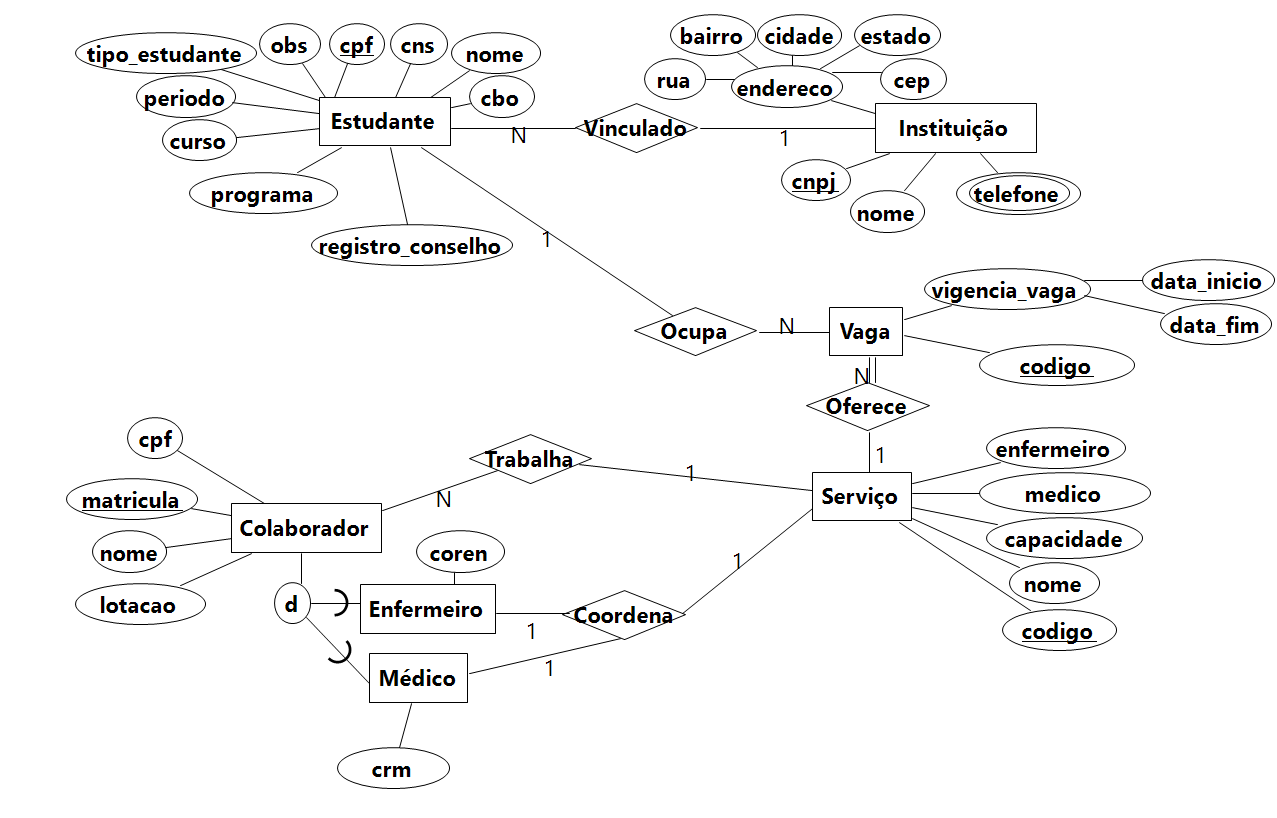 tipo_estudante
obs
cpf
cns
nome
periodo
cbo
curso
Estudante
programa
registro_conselho
N
Vinculado
1
bairro
cidade
estado
rua
endereco
cep
Instituição
cnpj
nome
telefone
1
Ocupa
N
Vaga
vigencia_vaga
data_inicio
data_fim
codigo
N
Oferece
1
cpf
matricula
nome
lotacao
Colaborador
N
Trabalha
1
Serviço
enfermeiro
medico
capacidade
nome
codigo
d
coren
Enfermeiro
1
Coordena
1
Médico
1
crm